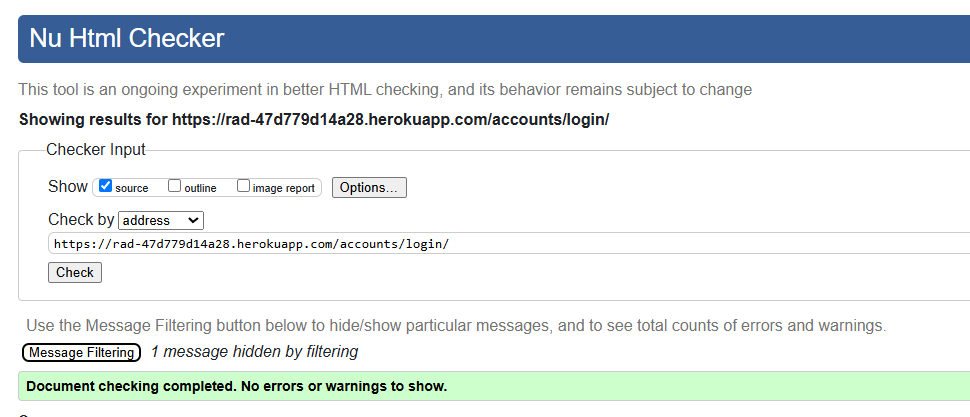 Nu Html Checker
This tool is an ongoing experiment in better HTML checking, and its behavior remains subject to change
Showing results for https://rad-47d779d14a28.herokuapp.com/accounts/login/
Checker Input
Show source outline image report Options...
Check by address
https://rad-47d779d14a28.herokuapp.com/accounts/login/
Check
Use the Message Filtering button below to hide/show particular messages, and to see total counts of errors and warnings.
Message Filtering 1 message hidden by filtering
Document checking completed. No errors or warnings to show.